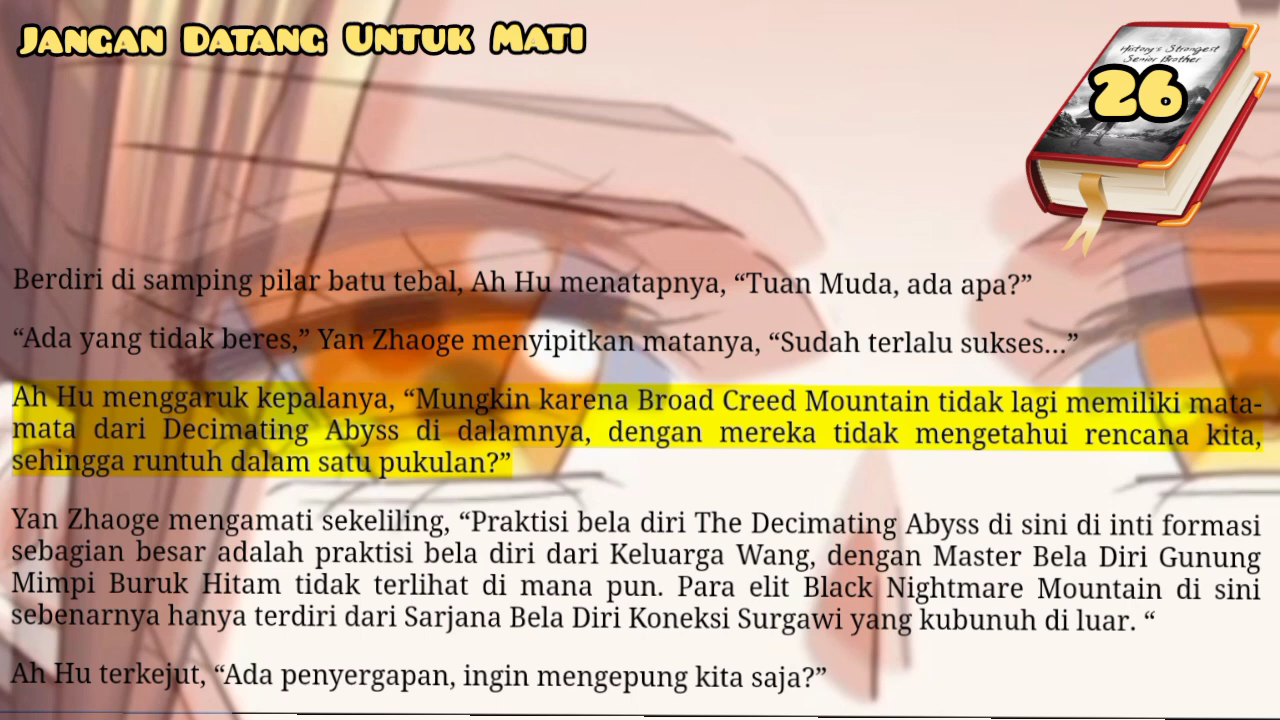 Jangan Datang Untuk Mati
History's Strongest
Senior Brother
26
Berdiri di samping pilar batu tebal, Ah Hu menatapnya, “Tuan Muda, ada apa?”
“Ada yang tidak beres,” Yan Zhaoge menyipitkan matanya, “Sudah terlalu sukses…”
Ah Hu menggaruk kepalanya, “Mungkin karena Broad Creed Mountain tidak lagi memiliki mata-
mata dari Decimating Abyss di dalamnya, dengan mereka tidak mengetahui rencana kita,
sehingga runtuh dalam satu pukulan?”
Yan Zhaoge mengamati sekeliling, “Praktisi bela diri The Decimating Abyss di sini di inti formasi
sebagian besar adalah praktisi bela diri dari Keluarga Wang, dengan Master Bela Diri Gunung
Mimpi Buruk Hitam tidak terlihat di mana pun. Para elit Black Nightmare Mountain di sini
sebenarnya hanya terdiri dari Sarjana Bela Diri Koneksi Surgawi yang kubunuh di luar. “
Ah Hu terkejut, “Ada penyergapan, ingin mengepung kita saja?”